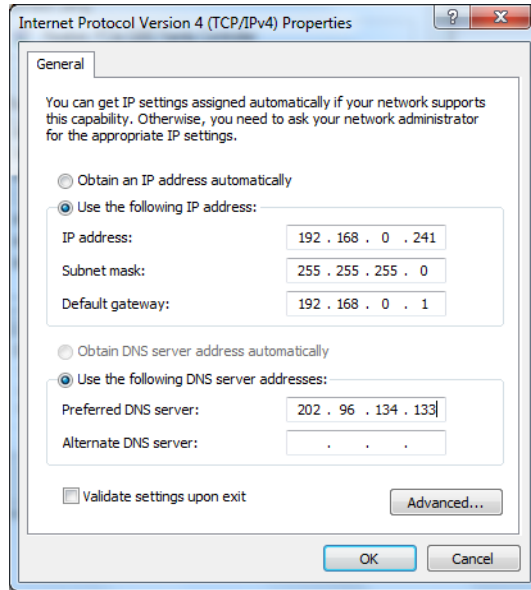 Internet Protocol Version 4 (TCP/IPv4) Properties
General
You can get IP settings assigned automatically if your network supports
this capability. Otherwise, you need to ask your network administrator
for the appropriate IP settings.
Obtain an IP address automatically
Use the following IP address:
IP address: 192 . 168 . 0 . 241
Subnet mask: 255 . 255 . 255 . 0
Default gateway: 192 . 168 . 0 . 1
Obtain DNS server address automatically
Use the following DNS server addresses:
Preferred DNS server: 202 . 96 . 134 . 133
Alternate DNS server: . . .
Validate settings upon exit
Advanced...
OK Cancel